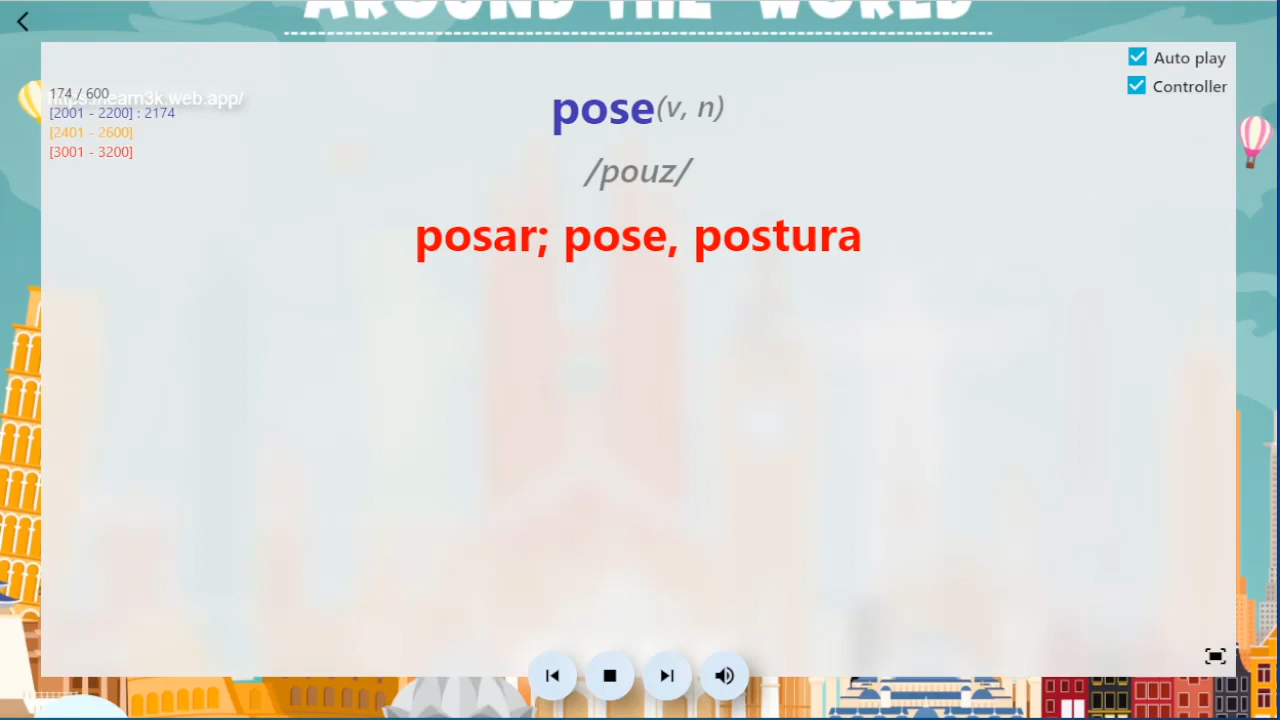 AROUND THE WORLD
Auto play
174 / 600
https://learn3k.web.app/
Controller
pose(v, n)
[2001 - 2200] : 2174
[2401 - 2600]
[3001 - 3200]
/pouz/
posar; pose, postura